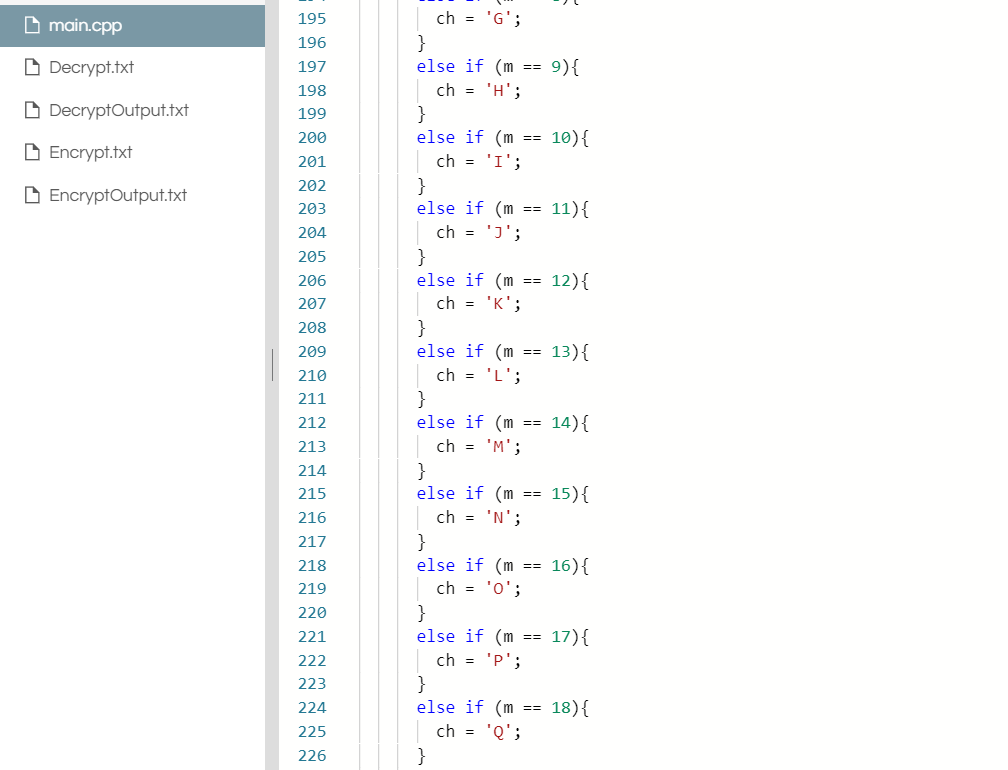 main.cpp
Decrypt.txt
DecryptOutput.txt
Encrypt.txt
EncryptOutput.txt
195 ch = 'G';
196 }
197 else if (m == 9){
198 ch = 'H';
199 }
200 else if (m == 10){
201 ch = 'I';
202 }
203 else if (m == 11){
204 ch = 'J';
205 }
206 else if (m == 12){
207 ch = 'K';
208 }
209 else if (m == 13){
210 ch = 'L';
211 }
212 else if (m == 14){
213 ch = 'M';
214 }
215 else if (m == 15){
216 ch = 'N';
217 }
218 else if (m == 16){
219 ch = 'O';
220 }
221 else if (m == 17){
222 ch = 'P';
223 }
224 else if (m == 18){
225 ch = 'Q';
226 }